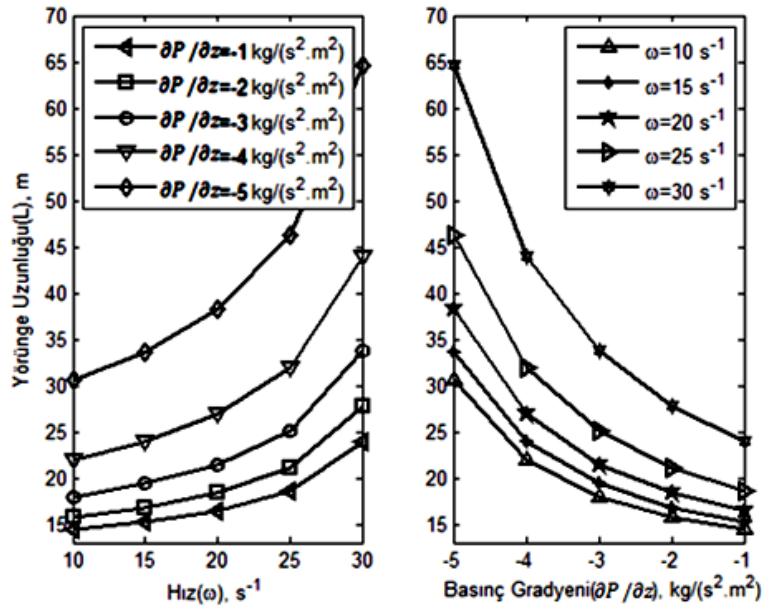 70
65
60
55
50
45
40
35
30
25
20
15
Yörünge Uzunluğu(L), m
∂P/∂z=-1 kg/(s².m²)
∂P/∂z=-2 kg/(s².m²)
∂P/∂z=-3 kg/(s².m²)
∂P/∂z=-4 kg/(s².m²)
∂P/∂z=-5 kg/(s².m²)
10 15 20 25 30
Hız(ω), s⁻¹
70
65
60
55
50
45
40
35
30
25
20
15
ω=10 s⁻¹
ω=15 s⁻¹
ω=20 s⁻¹
ω=25 s⁻¹
ω=30 s⁻¹
-5 -4 -3 -2 -1
Basınç Gradyeni(∂P/∂z), kg/(s².m²)